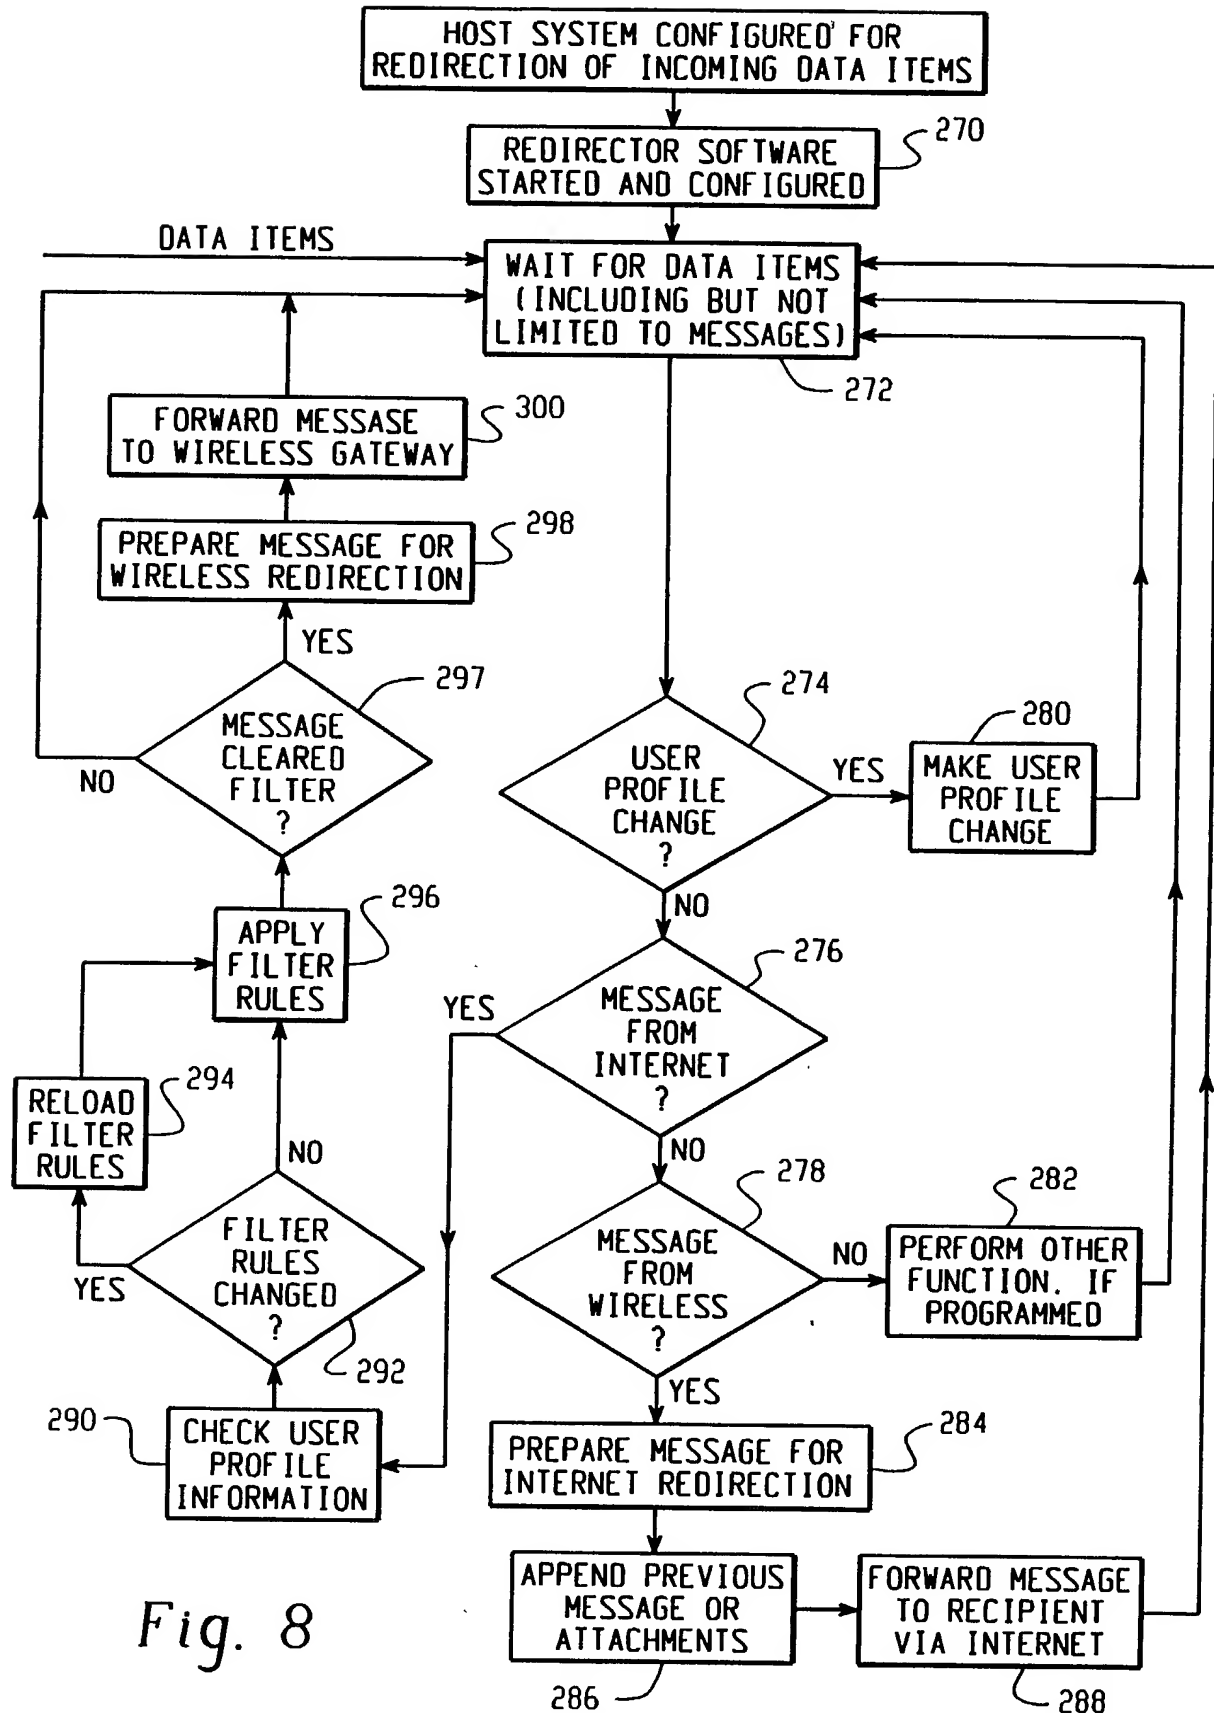 HOST SYSTEM CONFIGURED FOR
REDIRECTION OF INCOMING DATA ITEMS
270
REDIRECTOR SOFTWARE
STARTED AND CONFIGURED
DATA ITEMS
WAIT FOR DATA ITEMS
(INCLUDING BUT NOT
LIMITED TO MESSAGES)
272
300
FORWARD MESSASE
TO WIRELESS GATEWAY
298
PREPARE MESSAGE FOR
WIRELESS REDIRECTION
YES
297
MESSAGE
CLEARED
FILTER
?
NO
274
USER
PROFILE
CHANGE
?
YES
280
MAKE USER
PROFILE
CHANGE
NO
296
APPLY
FILTER
RULES
276
MESSAGE
FROM
INTERNET
?
YES
NO
294
RELOAD
FILTER
RULES
NO
FILTER
RULES
CHANGED
?
YES
292
278
MESSAGE
FROM
WIRELESS
?
NO
282
PERFORM OTHER
FUNCTION. IF
PROGRAMMED
YES
290
CHECK USER
PROFILE
INFORMATION
284
PREPARE MESSAGE FOR
INTERNET REDIRECTION
APPEND PREVIOUS
MESSAGE OR
ATTACHMENTS
286
FORWARD MESSAGE
TO RECIPIENT
VIA INTERNET
288
Fig. 8